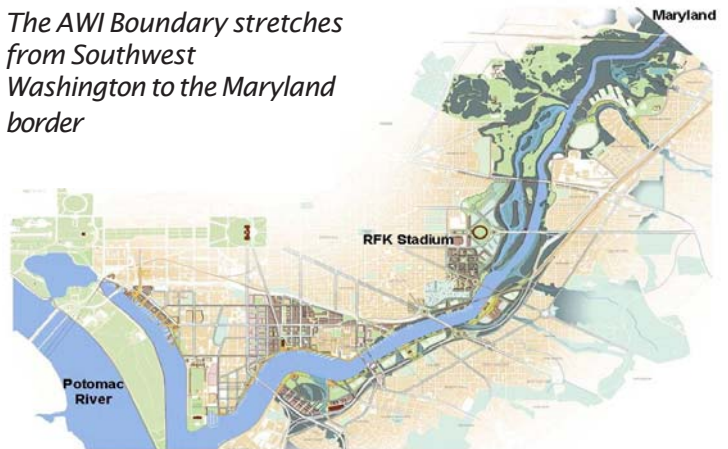 The AWI Boundary stretches
from Southwest
Washington to the Maryland
border
Maryland
RFK Stadium
Potomac
River